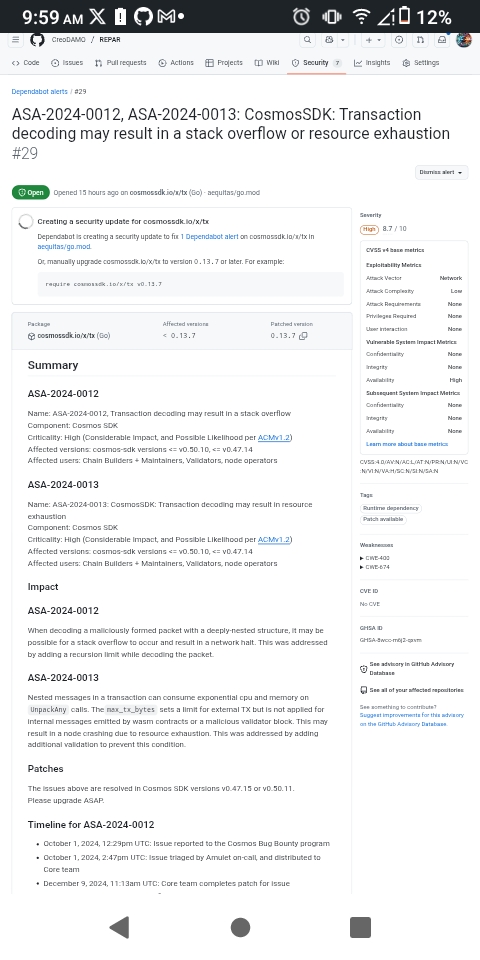 9:59 AM
12%
CreoDAMO / REPAR
Code
Issues
Pull requests
Actions
Projects
Wiki
Security 7
Insights
Settings
Dependabot alerts / #29
ASA-2024-0012, ASA-2024-0013: CosmosSDK: Transaction
decoding may result in a stack overflow or resource exhaustion
#29
Dismiss alert
Open
Opened 15 hours ago on cosmossdk.io/x/tx (Go) · aequitas/go.mod
Creating a security update for cosmossdk.io/x/tx
Dependabot is creating a security update to fix 1 Dependabot alert on cosmossdk.io/x/tx in
aequitas/go.mod.
Or, manually upgrade cosmossdk.io/x/tx to version 0.13.7 or later. For example:
require cosmossdk.io/x/tx v0.13.7
Package
cosmossdk.io/x/tx (Go)
Affected versions
< 0.13.7
Patched version
0.13.7
Summary
ASA-2024-0012
Name: ASA-2024-0012, Transaction decoding may result in a stack overflow
Component: Cosmos SDK
Criticality: High (Considerable Impact, and Possible Likelihood per ACMv1.2)
Affected versions: cosmos-sdk versions <= v0.50.10, <= v0.47.14
Affected users: Chain Builders + Maintainers, Validators, node operators
ASA-2024-0013
Name: ASA-2024-0013: CosmosSDK: Transaction decoding may result in resource
exhaustion
Component: Cosmos SDK
Criticality: High (Considerable Impact, and Possible Likelihood per ACMv1.2)
Affected versions: cosmos-sdk versions <= v0.50.10, <= v0.47.14
Affected users: Chain Builders + Maintainers, Validators, node operators
Impact
ASA-2024-0012
When decoding a maliciously formed packet with a deeply-nested structure, it may be
possible for a stack overflow to occur and result in a network halt. This was addressed
by adding a recursion limit while decoding the packet.
ASA-2024-0013
Nested messages in a transaction can consume exponential cpu and memory on
UnpackAny calls. The max_tx_bytes sets a limit for external TX but is not applied for
internal messages emitted by wasm contracts or a malicious validator block. This may
result in a node crashing due to resource exhaustion. This was addressed by adding
additional validation to prevent this condition.
Patches
The issues above are resolved in Cosmos SDK versions v0.47.15 or v0.50.11.
Please upgrade ASAP.
Timeline for ASA-2024-0012
• October 1, 2024, 12:29pm UTC: Issue reported to the Cosmos Bug Bounty program
• October 1, 2024, 2:47pm UTC: Issue triaged by Amulet on-call, and distributed to
Core team
• December 9, 2024, 11:13am UTC: Core team completes patch for issue
Severity
High 8.7 / 10
CVSS v4 base metrics
Exploitability Metrics
Attack Vector Network
Attack Complexity Low
Attack Requirements None
Privileges Required None
User interaction None
Vulnerable System Impact Metrics
Confidentiality None
Integrity None
Availability High
Subsequent System Impact Metrics
Confidentiality None
Integrity None
Availability None
Learn more about base metrics
CVSS:4.0/AV:N/AC:L/AT:N/PR:N/UI:N/VC
:N/VI:N/VA:H/SC:N/SI:N/SA:N
Tags
Runtime dependency
Patch available
Weaknesses
CWE-400
CWE-674
CVE ID
No CVE
GHSA ID
GHSA-8wcc-m6j2-qxvm
See advisory in GitHub Advisory
Database
See all of your affected repositories
See something to contribute?
Suggest improvements for this advisory
on the GitHub Advisory Database.